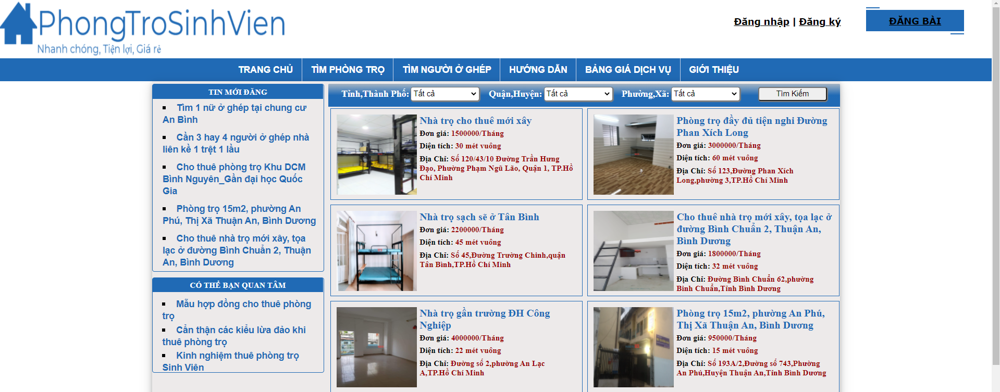 PhongTroSinhVien
Nhanh chóng, Tiện lợi, Giá rẻ
Đăng nhập | Đăng ký
ĐĂNG BÀI
TRANG CHỦ
TÌM PHÒNG TRỌ
TÌM NGƯỜI Ở GHÉP
HƯỚNG DẪN
BẢNG GIÁ DỊCH VỤ
GIỚI THIỆU
TIN MỚI ĐĂNG
Tìm 1 nữ ở ghép tại chung cư
An Bình
Cần 3 hay 4 người ở ghép nhà
liên kề 1 trệt 1 lầu
Cho thuê phòng trọ Khu DCM
Bình Nguyên_Gần đại học Quốc
Gia
Phòng trọ 15m2, phường An
Phú, Thị Xã Thuận An, Bình Dương
Cho thuê nhà trọ mới xây, tọa
lạc ở đường Bình Chuẩn 2, Thuận
An, Bình Dương
CÓ THỂ BẠN QUAN TÂM
Mẫu hợp đồng cho thuê phòng
trọ
Cẩn thận các kiểu lừa đảo khi
thuê phòng trọ
Kinh nghiệm thuê phòng trọ
Sinh Viên
Tỉnh,Thành Phố: Tất cả
Quận,Huyện: Tất cả
Phường,Xã: Tất cả
Tìm Kiếm
Nhà trọ cho thuê mới xây
Đơn giá: 1500000/Tháng
Diện tích: 30 mét vuông
Địa Chỉ: Số 120/43/10 Đường Trần Hưng
Đạo, Phường Phạm Ngũ Lão, Quận 1, TP.Hồ
Chí Minh
Phòng trọ đầy đủ tiện nghi Đường
Phan Xích Long
Đơn giá: 3000000/Tháng
Diện tích: 60 mét vuông
Địa Chỉ: Số 123,Đường Phan Xích
Long,phường 3,TP.Hồ Chí Minh
Nhà trọ sạch sẽ ở Tân Bình
Đơn giá: 2200000/Tháng
Diện tích: 45 mét vuông
Địa Chỉ: Số 45,Đường Trường Chinh,quận
Tân Bình,TP.Hồ Chí Minh
Cho thuê nhà trọ mới xây, tọa lạc ở
đường Bình Chuẩn 2, Thuận An,
Bình Dương
Đơn giá: 1800000/Tháng
Diện tích: 32 mét vuông
Địa Chỉ: Đường Bình Chuẩn 62,phường
Bình Chuẩn,Tỉnh Bình Dương
Nhà trọ gần trường ĐH Công
Nghiệp
Đơn giá: 4000000/Tháng
Diện tích: 22 mét vuông
Địa Chỉ: Đường số 2,phường An Lạc
A,TP.Hồ Chí Minh
Phòng trọ 15m2, phường An Phú,
Thị Xã Thuận An, Bình Dương
Đơn giá: 950000/Tháng
Diện tích: 15 mét vuông
Địa Chỉ: Số 193A/2,Đường số 743,Phường
An Phú,Huyện Thuận An,Tỉnh Bình Dương